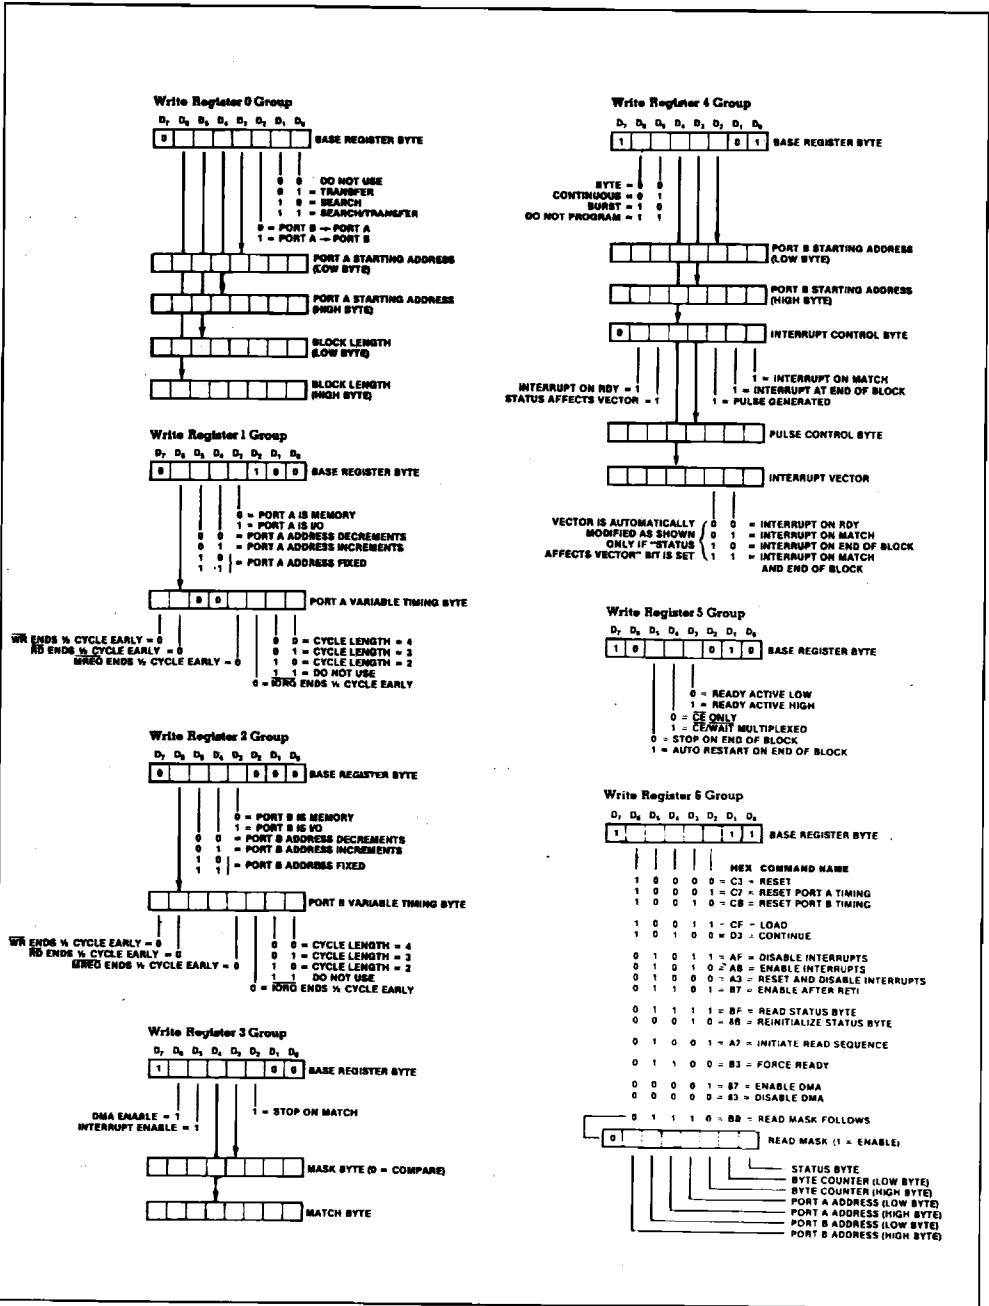 Write Register 0 Group
D7 D6 D5 D4 D3 D2 D1 D0
0 BASE REGISTER BYTE
0 0 DO NOT USE
0 1 = TRANSFER
1 0 = SEARCH
1 1 = SEARCH/TRANSFER
0 = PORT B → PORT A
1 = PORT A → PORT B
PORT A STARTING ADDRESS
(LOW BYTE)
PORT A STARTING ADDRESS
(HIGH BYTE)
BLOCK LENGTH
(LOW BYTE)
BLOCK LENGTH
(HIGH BYTE)
Write Register 1 Group
D7 D6 D5 D4 D3 D2 D1 D0
0 1 0 0 BASE REGISTER BYTE
0 = PORT A IS MEMORY
1 = PORT A IS I/O
0 0 = PORT A ADDRESS DECREMENTS
0 1 = PORT A ADDRESS INCREMENTS
1 0
1 1 = PORT A ADDRESS FIXED
0 0 PORT A VARIABLE TIMING BYTE
WR ENDS ½ CYCLE EARLY = 0
RD ENDS ½ CYCLE EARLY = 0
MREQ ENDS ½ CYCLE EARLY = 0
0 0 = CYCLE LENGTH = 4
0 1 = CYCLE LENGTH = 3
1 0 = CYCLE LENGTH = 2
1 1 = DO NOT USE
0 = IORQ ENDS ½ CYCLE EARLY
Write Register 2 Group
D7 D6 D5 D4 D3 D2 D1 D0
0 0 0 0 BASE REGISTER BYTE
0 = PORT B IS MEMORY
1 = PORT B IS I/O
0 0 = PORT B ADDRESS DECREMENTS
0 1 = PORT B ADDRESS INCREMENTS
1 0
1 1 = PORT B ADDRESS FIXED
PORT B VARIABLE TIMING BYTE
WR ENDS ½ CYCLE EARLY = 0
RD ENDS ½ CYCLE EARLY = 0
MREQ ENDS ½ CYCLE EARLY = 0
0 0 = CYCLE LENGTH = 4
0 1 = CYCLE LENGTH = 3
1 0 = CYCLE LENGTH = 2
1 1 DO NOT USE
0 = IORQ ENDS ½ CYCLE EARLY
Write Register 3 Group
D7 D6 D5 D4 D3 D2 D1 D0
1 0 0 BASE REGISTER BYTE
DMA ENABLE = 1
INTERRUPT ENABLE = 1
1 = STOP ON MATCH
MASK BYTE (0 = COMPARE)
MATCH BYTE
Write Register 4 Group
D7 D6 D5 D4 D3 D2 D1 D0
1 0 1 BASE REGISTER BYTE
BYTE = 0 0
CONTINUOUS = 0 1
BURST = 1 0
DO NOT PROGRAM = 1 1
PORT B STARTING ADDRESS
(LOW BYTE)
PORT B STARTING ADDRESS
(HIGH BYTE)
0 INTERRUPT CONTROL BYTE
INTERRUPT ON RDY = 1
STATUS AFFECTS VECTOR = 1
1 = INTERRUPT ON MATCH
1 = INTERRUPT AT END OF BLOCK
1 = PULSE GENERATED
PULSE CONTROL BYTE
INTERRUPT VECTOR
VECTOR IS AUTOMATICALLY
MODIFIED AS SHOWN
ONLY IF "STATUS
AFFECTS VECTOR" BIT IS SET
0 0 = INTERRUPT ON RDY
0 1 = INTERRUPT ON MATCH
1 0 = INTERRUPT ON END OF BLOCK
1 1 = INTERRUPT ON MATCH
AND END OF BLOCK
Write Register 5 Group
D7 D6 D5 D4 D3 D2 D1 D0
1 0 0 1 0 BASE REGISTER BYTE
0 = READY ACTIVE LOW
1 = READY ACTIVE HIGH
0 = CE ONLY
1 = CE/WAIT MULTIPLEXED
0 = STOP ON END OF BLOCK
1 = AUTO RESTART ON END OF BLOCK
Write Register 6 Group
D7 D6 D5 D4 D3 D2 D1 D0
1 1 1 BASE REGISTER BYTE
HEX COMMAND NAME
1 0 0 0 0 = C3 = RESET
1 0 0 0 1 = C7 = RESET PORT A TIMING
1 0 0 1 0 = CB = RESET PORT B TIMING
1 0 0 1 1 - CF - LOAD
1 0 1 0 0 = D3 = CONTINUE
0 1 0 1 1 = AF = DISABLE INTERRUPTS
0 1 0 1 0 = AB = ENABLE INTERRUPTS
0 1 0 0 0 = A3 = RESET AND DISABLE INTERRUPTS
0 1 1 0 1 = B7 = ENABLE AFTER RETI
0 1 1 1 1 = BF = READ STATUS BYTE
0 0 0 1 0 = 8B = REINITIALIZE STATUS BYTE
0 1 0 0 1 = A7 = INITIATE READ SEQUENCE
0 1 1 0 0 = B3 = FORCE READY
0 0 0 0 1 = 87 = ENABLE DMA
0 0 0 0 0 = 83 = DISABLE DMA
0 1 1 1 0 = BB = READ MASK FOLLOWS
0 READ MASK (1 = ENABLE)
STATUS BYTE
BYTE COUNTER (LOW BYTE)
BYTE COUNTER (HIGH BYTE)
PORT A ADDRESS (LOW BYTE)
PORT A ADDRESS (HIGH BYTE)
PORT B ADDRESS (LOW BYTE)
PORT B ADDRESS (HIGH BYTE)